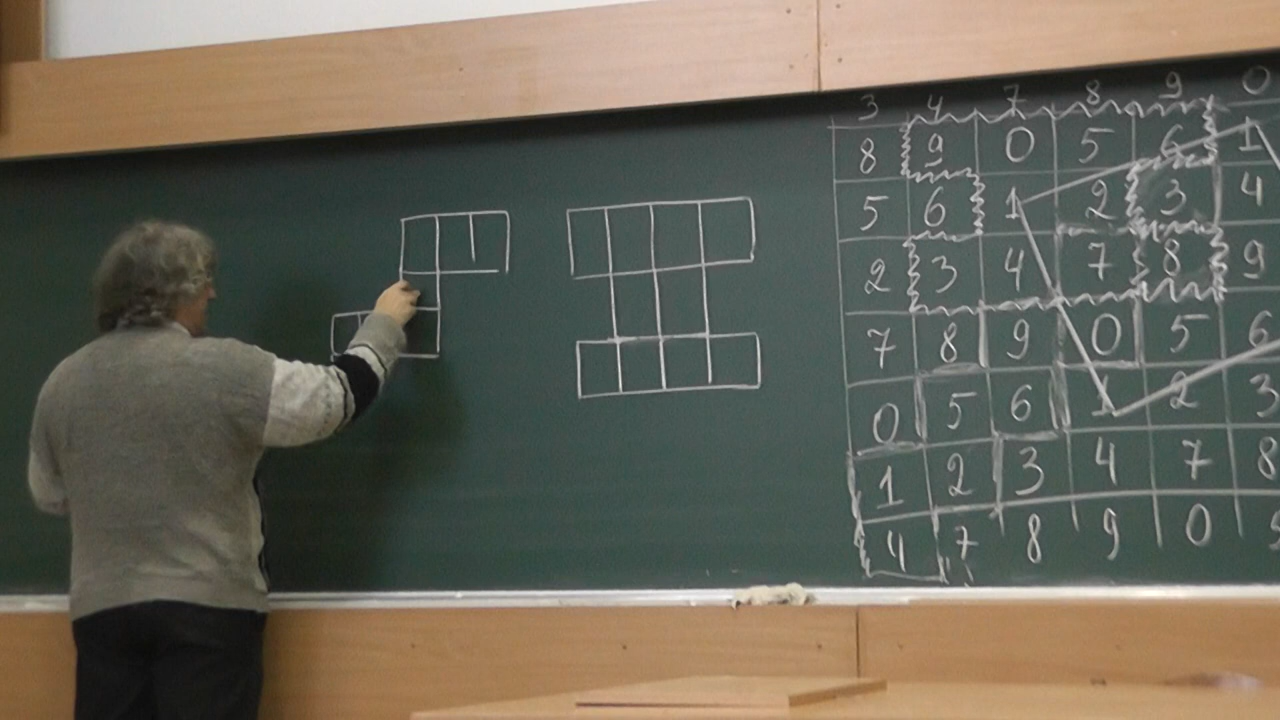 3 4 7 8 9 0
8 9 0 5 6 1
5 6 1 2 3 4
2 3 4 7 8 9
7 8 9 0 5 6
0 5 6 1 2 3
1 2 3 4 7 8
4 7 8 9 0